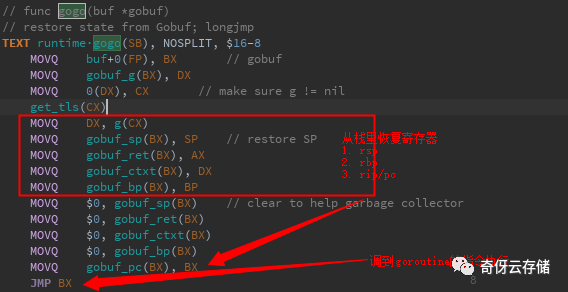 // func gogo(buf *gobuf)
// restore state from Gobuf; longjmp
TEXT runtime·gogo(SB), NOSPLIT, $16-8
MOVQ buf+0(FP), BX // gobuf
MOVQ gobuf_g(BX), DX
MOVQ 0(DX), CX // make sure g != nil
get_tls(CX)
MOVQ DX, g(CX)
MOVQ gobuf_sp(BX), SP // restore SP
MOVQ gobuf_ret(BX), AX
MOVQ gobuf_ctxt(BX), DX
MOVQ gobuf_bp(BX), BP
从栈里恢复寄存器
1. rsp
2. rbp
3. rip/pc
MOVQ $0, gobuf_sp(BX) // clear to help garbage collector
MOVQ $0, gobuf_ret(BX)
MOVQ $0, gobuf_ctxt(BX)
MOVQ $0, gobuf_bp(BX)
MOVQ gobuf_pc(BX), BX
JMP BX
调到goroutine
奇伢云存储
8